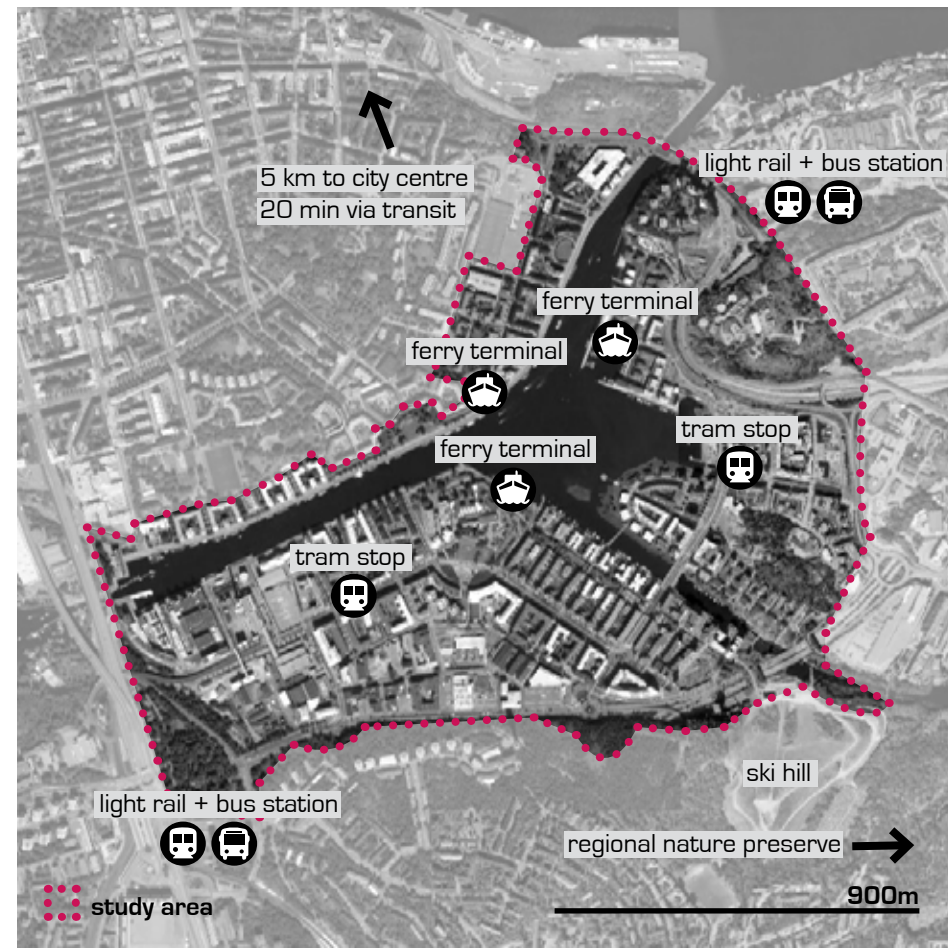 5 km to city centre
20 min via transit
light rail + bus station
ferry terminal
ferry terminal
tram stop
ferry terminal
tram stop
ski hill
light rail + bus station
regional nature preserve
900m
study area